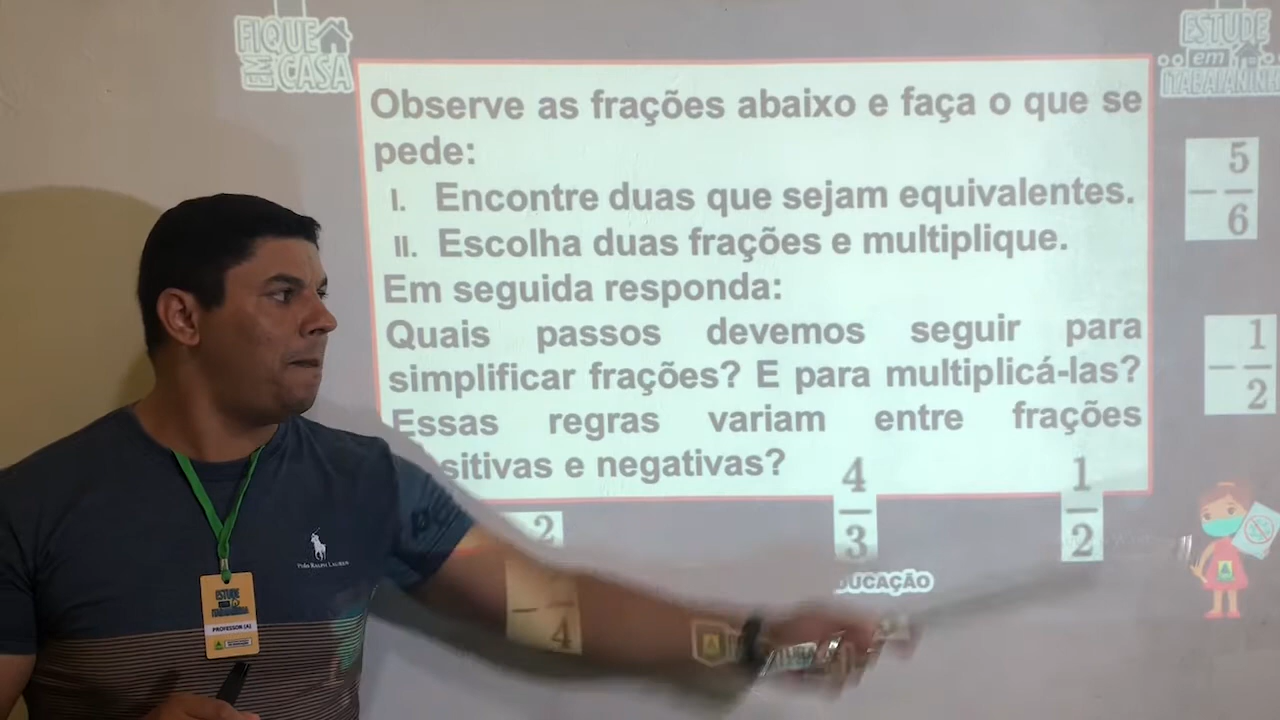 FIQUE
EM CASA
ESTUDE
em
ITABAIANINHA
Observe as frações abaixo e faça o que se
pede:
I. Encontre duas que sejam equivalentes.
II. Escolha duas frações e multiplique.
Em seguida responda:
Quais passos devemos seguir para
simplificar frações? E para multiplicá-las?
Essas regras variam entre frações
sitivas e negativas?
5
6
1
2
4
3
1
2
2
4
DUCAÇÃO
Polo RALPH LAUREN
ESTUDE
ITABAIANINHA
PROFESSOR (A)